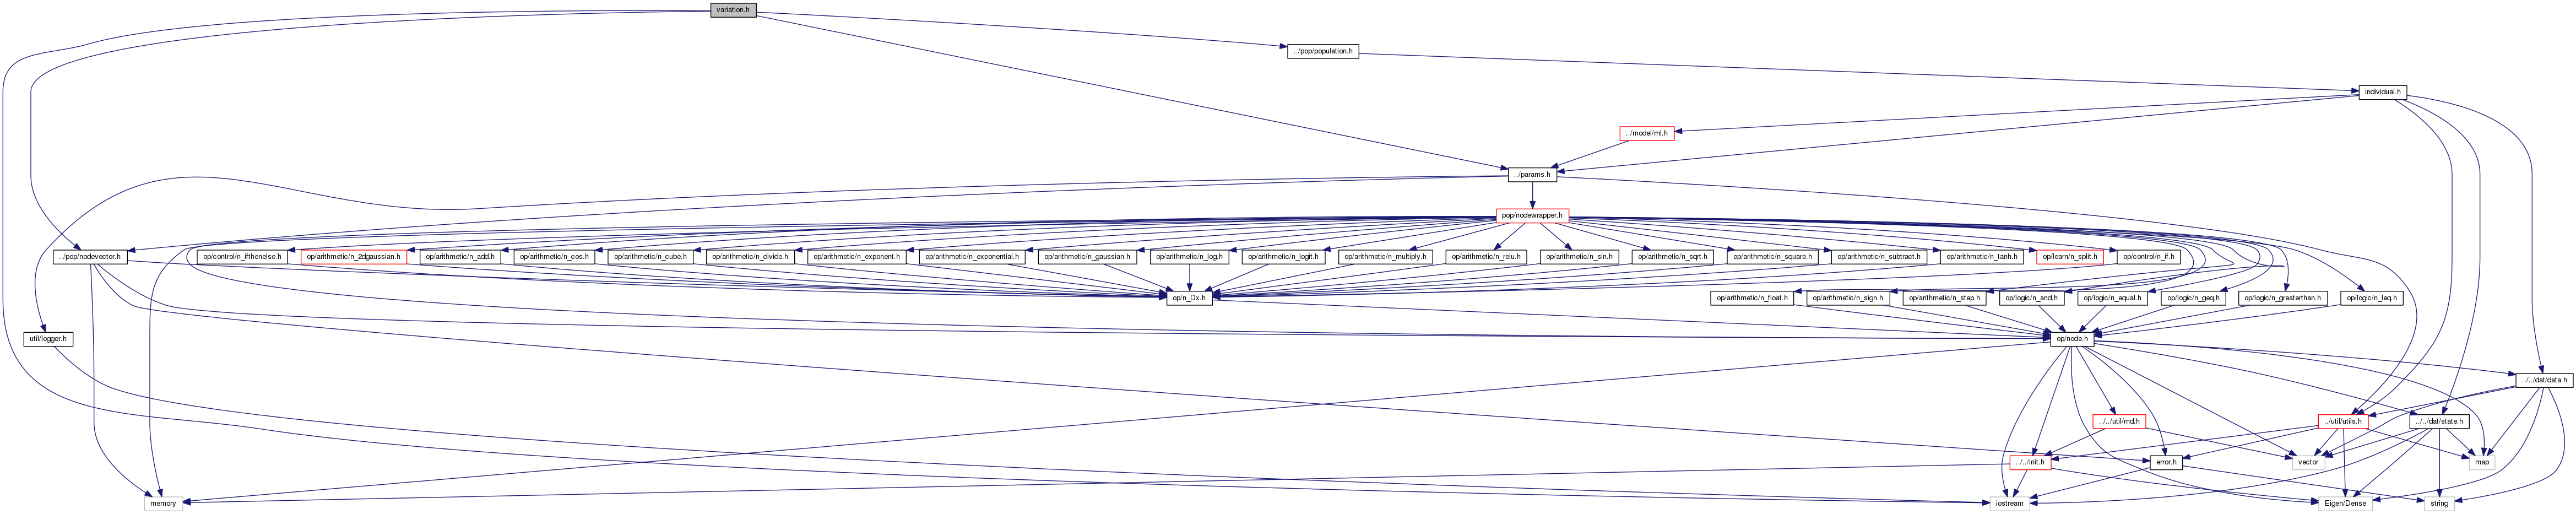 variation.h
../pop/population.h
individual.h
../model/ml.h
../params.h
pop/nodewrapper.h
../pop/nodevector.h
op/control/n_ifthenelse.h
op/arithmetic/n_2dgaussian.h
op/arithmetic/n_add.h
op/arithmetic/n_cos.h
op/arithmetic/n_cube.h
op/arithmetic/n_divide.h
op/arithmetic/n_exponent.h
op/arithmetic/n_exponential.h
op/arithmetic/n_gaussian.h
op/arithmetic/n_log.h
op/arithmetic/n_logit.h
op/arithmetic/n_multiply.h
op/arithmetic/n_relu.h
op/arithmetic/n_sin.h
op/arithmetic/n_sqrt.h
op/arithmetic/n_square.h
op/arithmetic/n_subtract.h
op/arithmetic/n_tanh.h
op/learn/n_split.h
op/control/n_if.h
op/n_Dx.h
op/arithmetic/n_float.h
op/arithmetic/n_sign.h
op/arithmetic/n_step.h
op/logic/n_and.h
op/logic/n_equal.h
op/logic/n_geq.h
op/logic/n_greaterthan.h
op/logic/n_leq.h
util/logger.h
op/node.h
../../dat/data.h
../../util/rnd.h
../util/utils.h
../../dat/state.h
../../init.h
error.h
vector
map
memory
iostream
Eigen/Dense
string